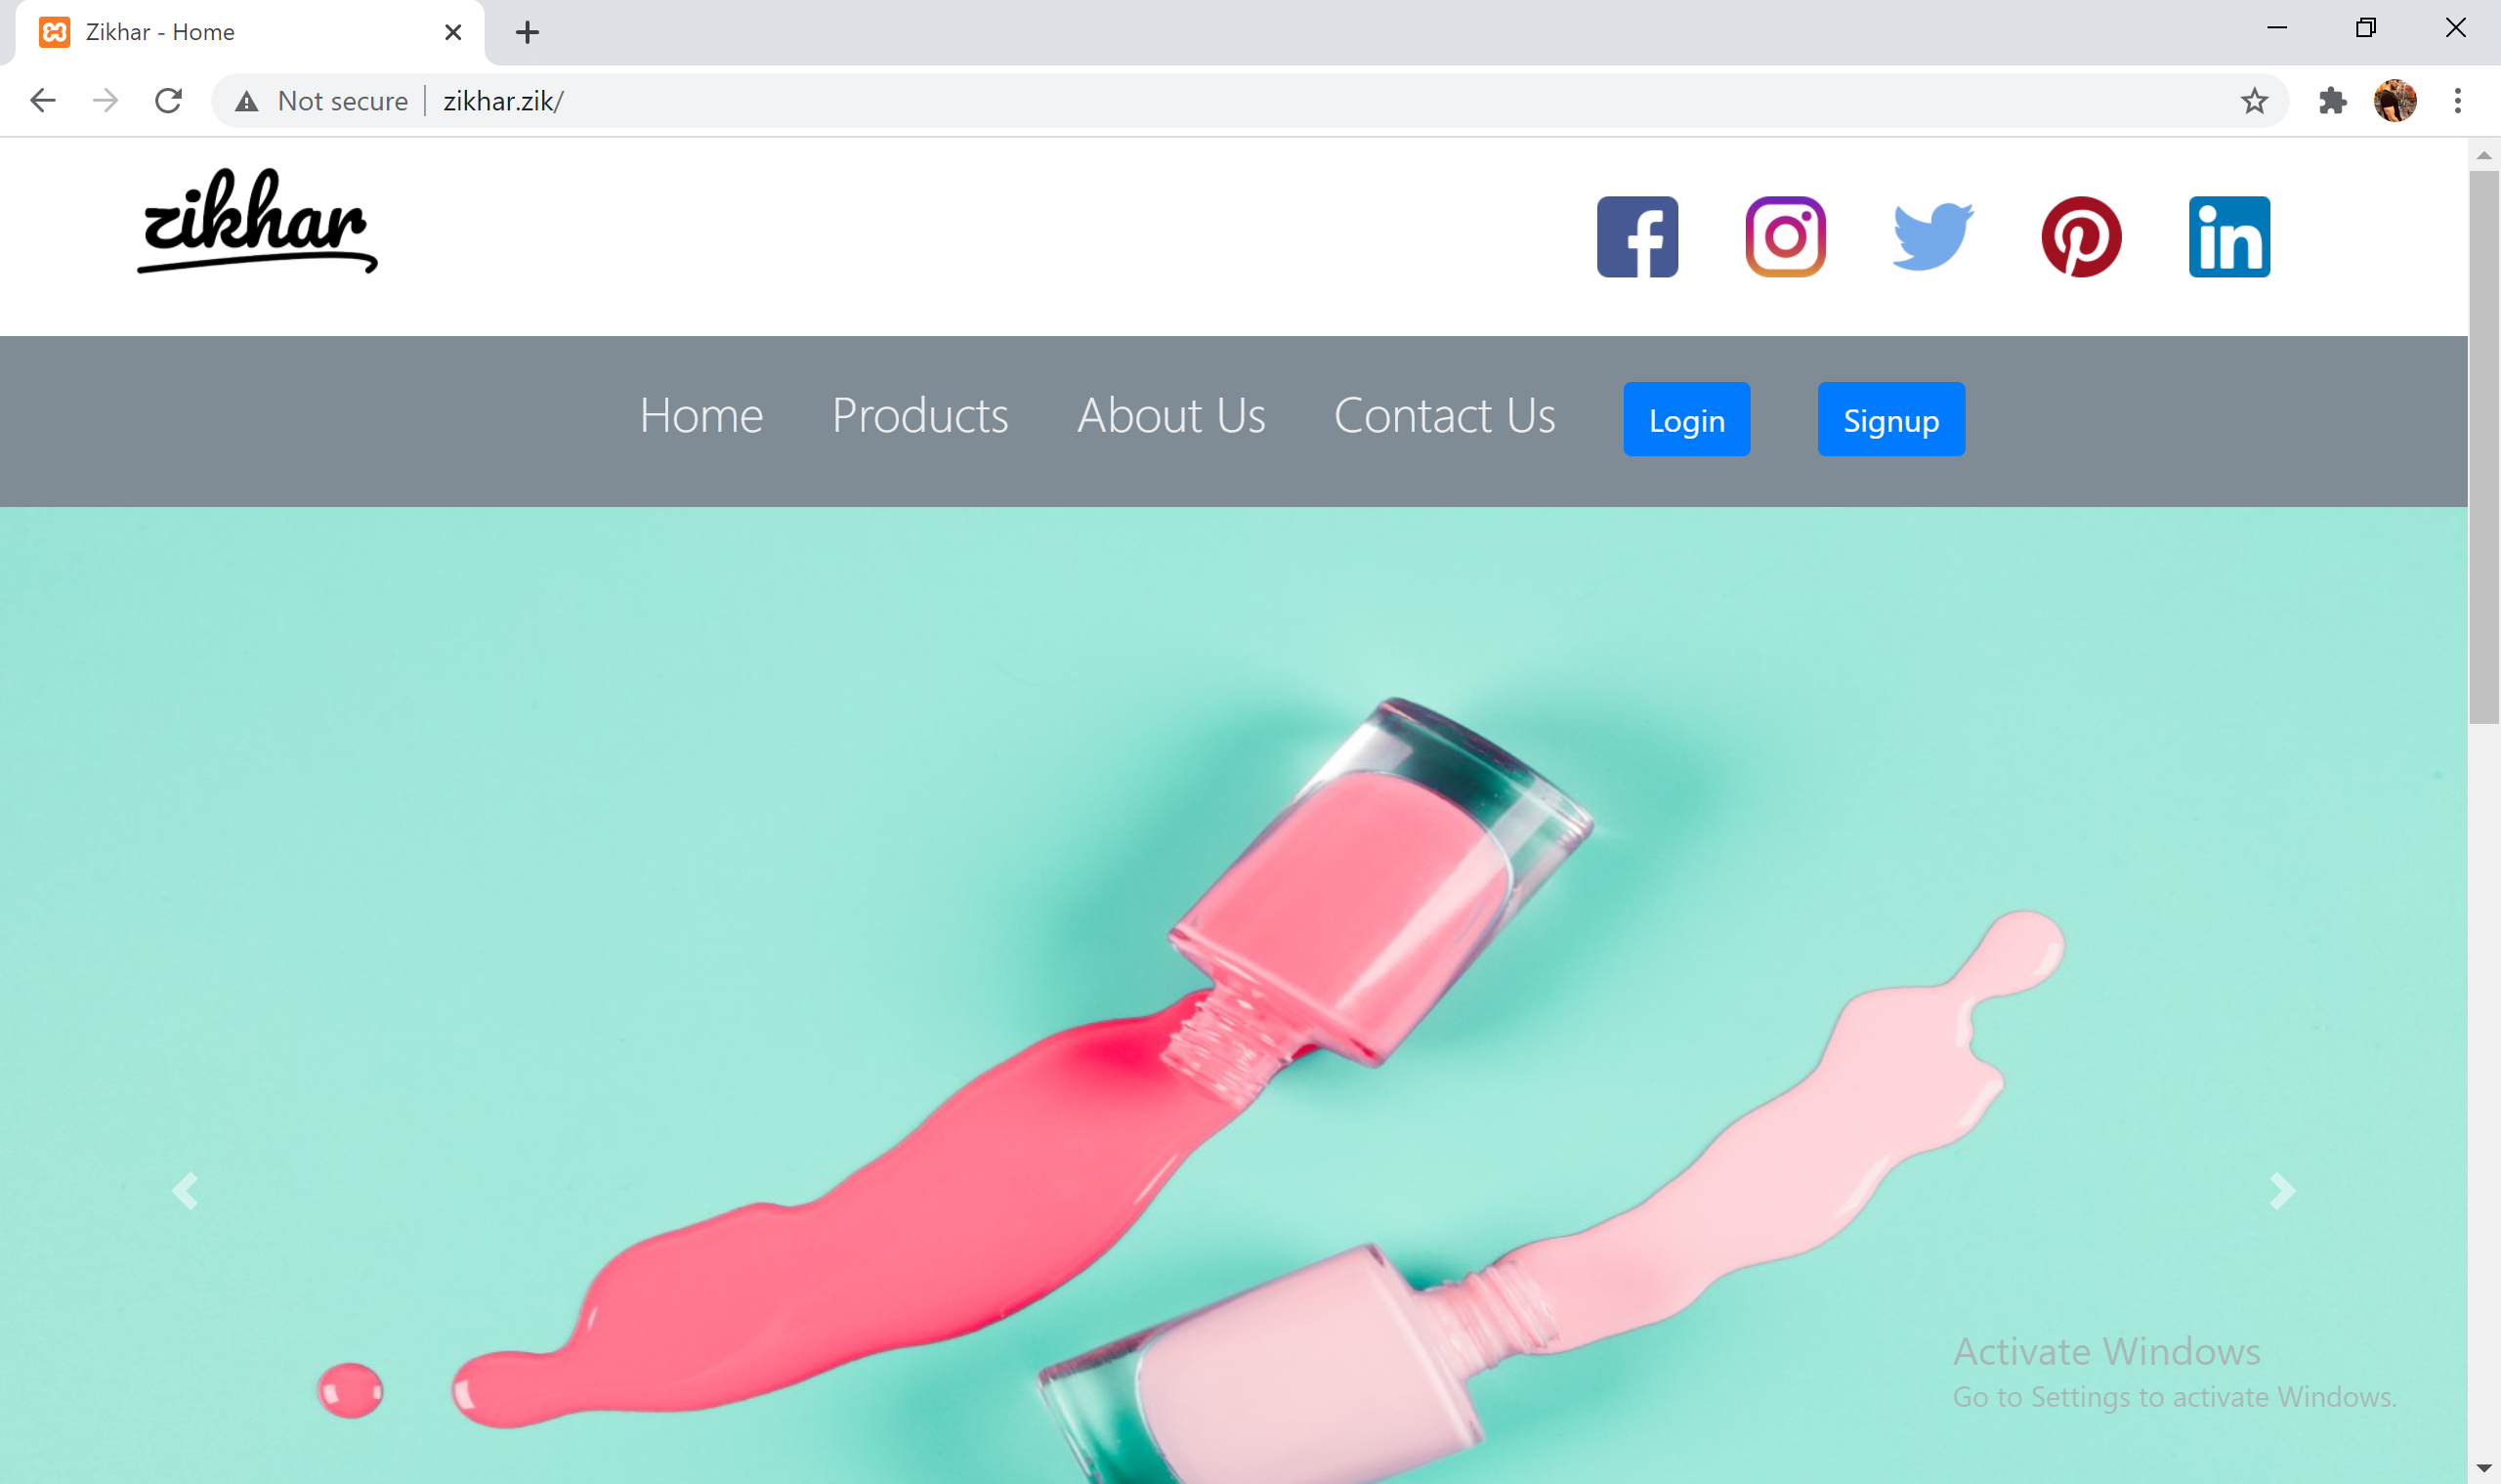 Zikhar - Home
Not secure zikhar.zik/
zikhar
Home Products About Us Contact Us Login Signup
Activate Windows
Go to Settings to activate Windows.